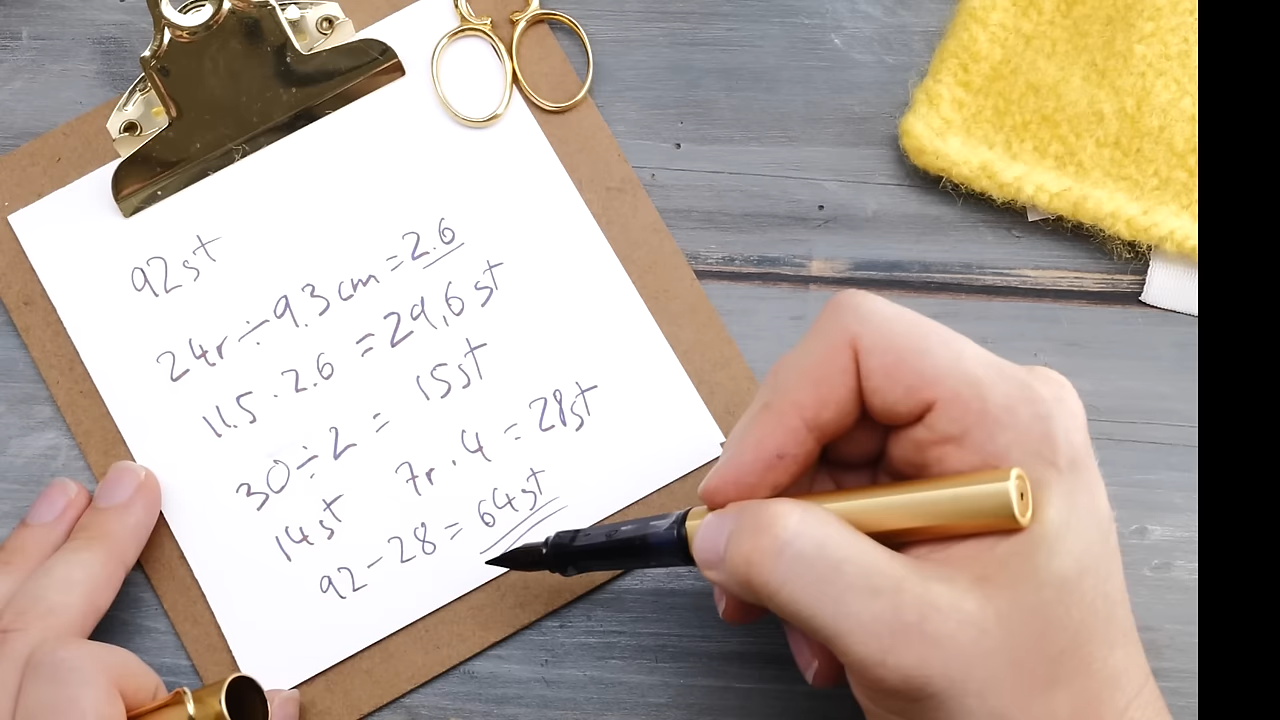 92st
24r ÷ 9.3cm = 2.6
11.5 · 2.6 = 29,6 st
30 ÷ 2 = 15st
14st 7r · 4 = 28st
92 - 28 = 64st